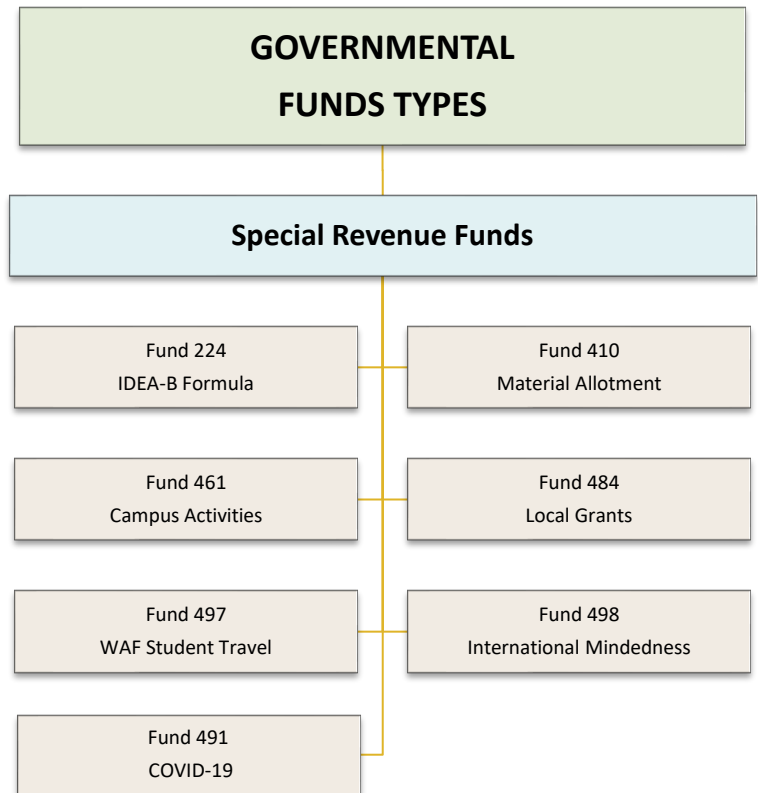 GOVERNMENTAL
FUNDS TYPES
Special Revenue Funds
Fund 224
IDEA-B Formula
Fund 410
Material Allotment
Fund 461
Campus Activities
Fund 484
Local Grants
Fund 497
WAF Student Travel
Fund 498
International Mindedness
Fund 491
COVID-19